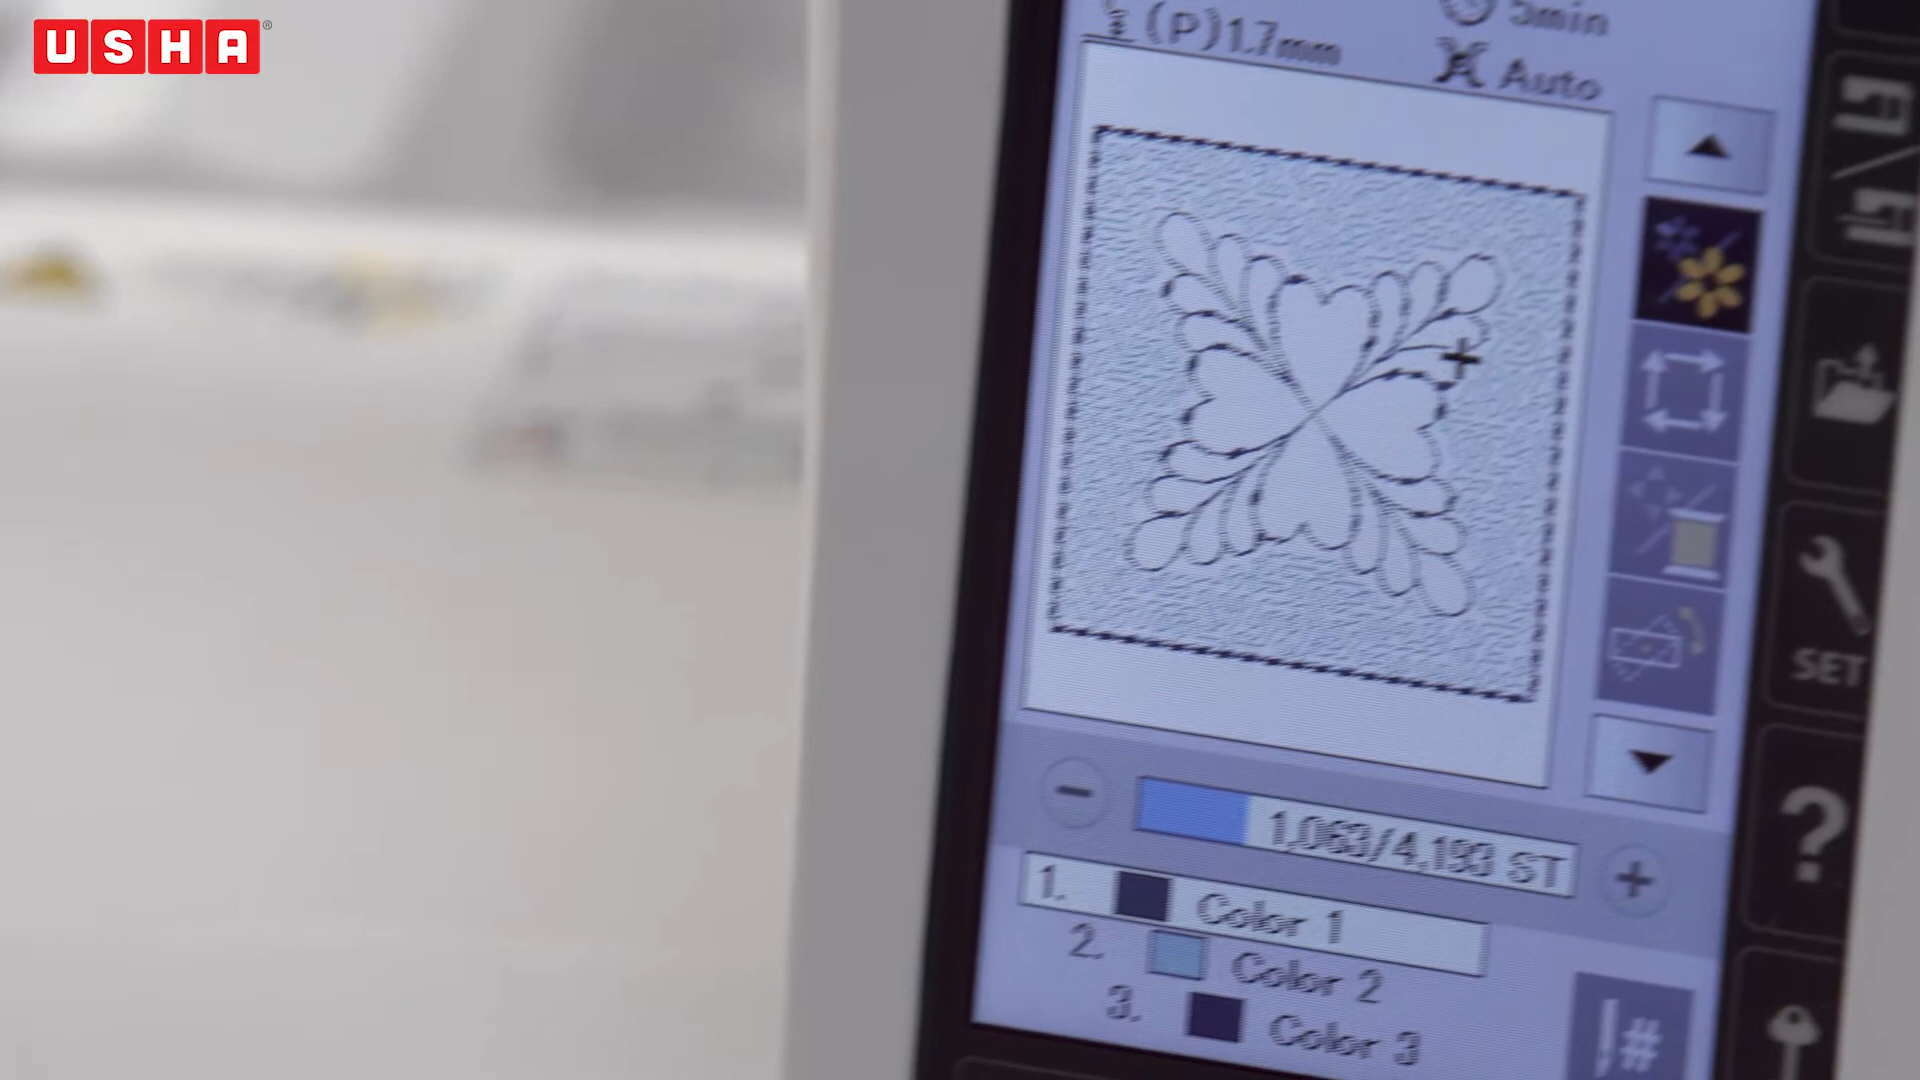 USHA®
(P)1.7mm
5min
Auto
SET
1,063/4,193 ST
1. Color 1
2. Color 2
3. Color 3
#
?